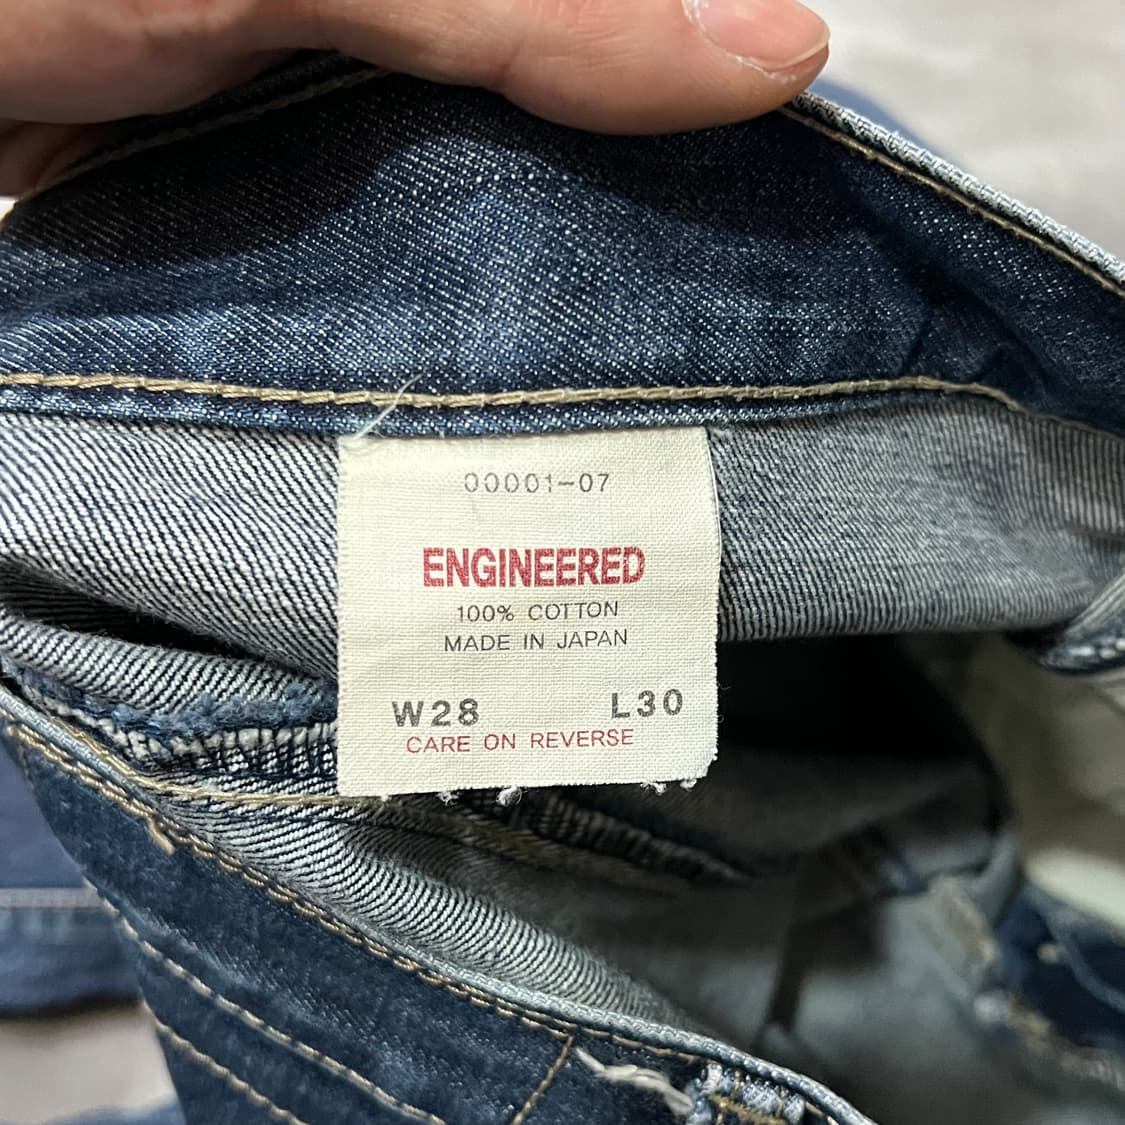 00001-07
ENGINEERED
100% COTTON
MADE IN JAPAN
W28 L30
CARE ON REVERSE